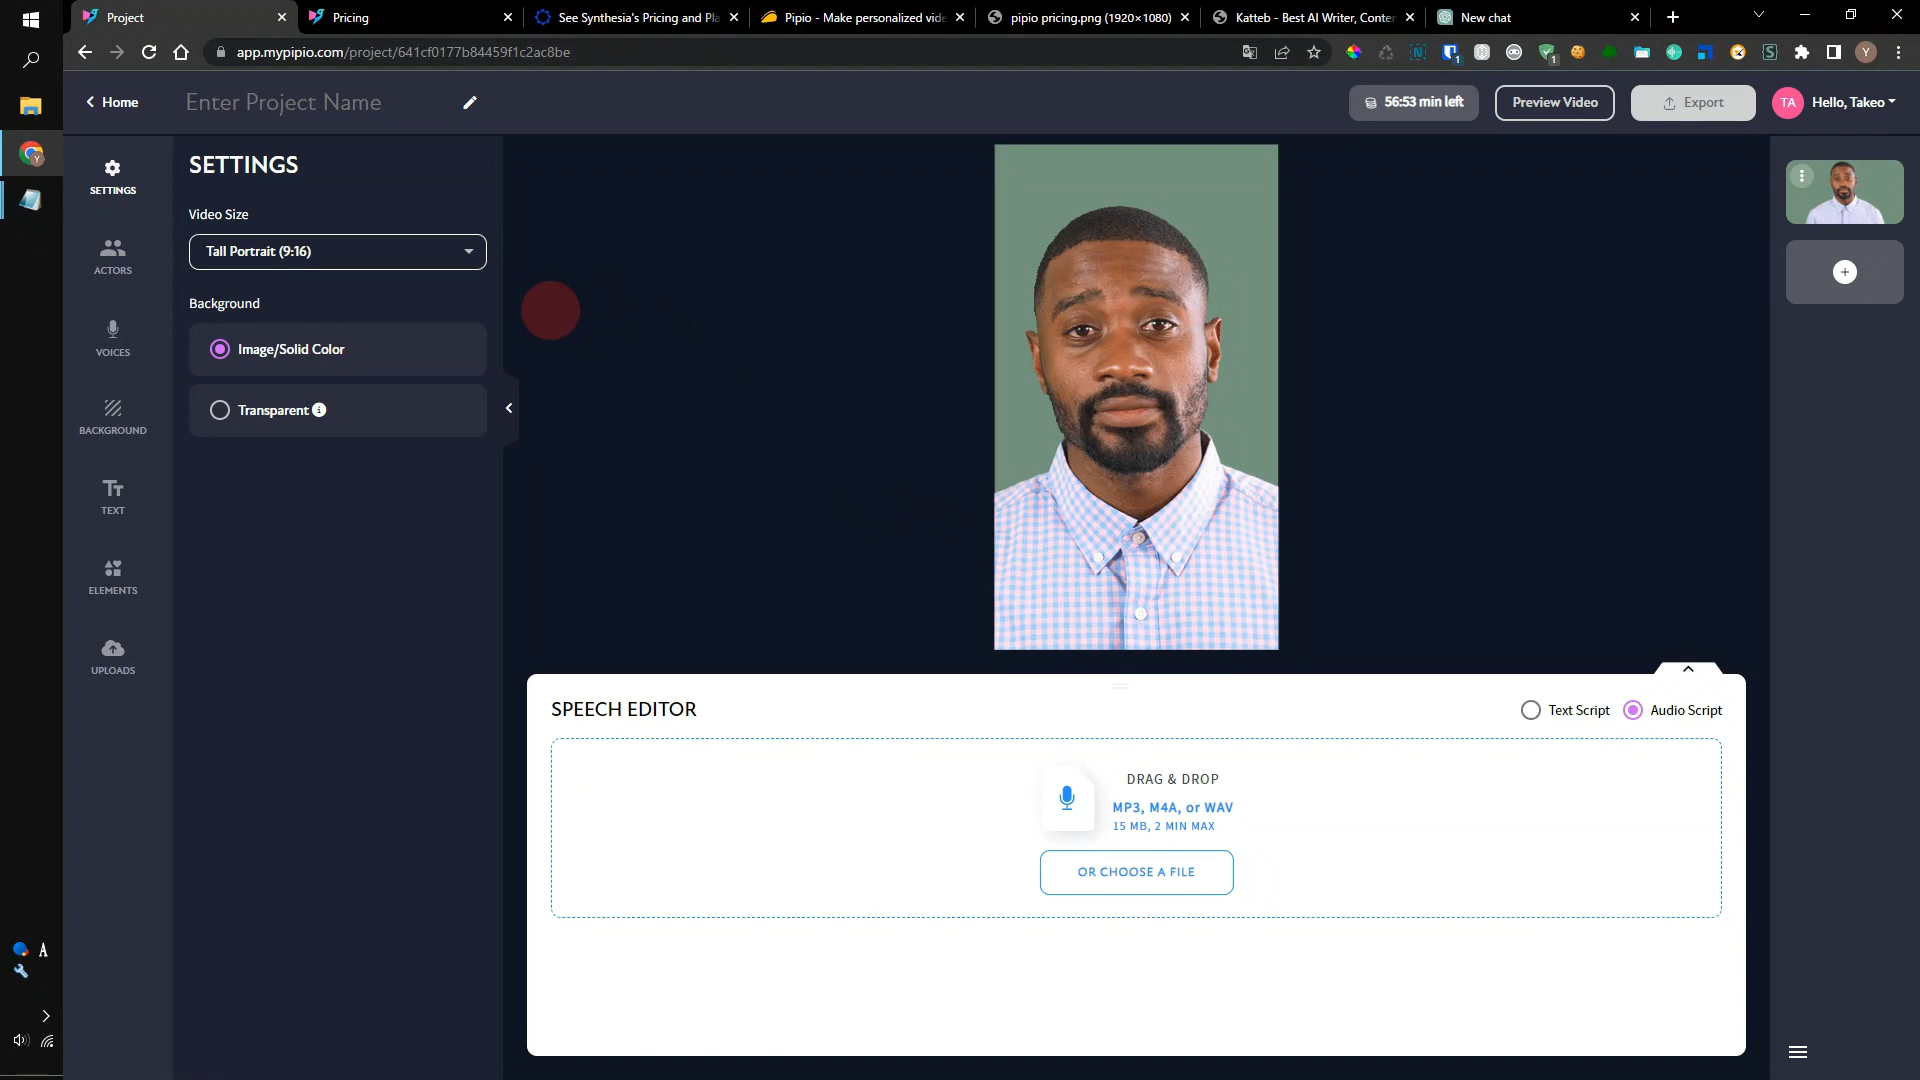 Project
Pricing
See Synthesia's Pricing and Pla
Pipio - Make personalized vide
pipio pricing.png (1920×1080)
Katteb - Best AI Writer, Conter
New chat
app.mypipio.com/project/641cf0177b84459f1c2ac8be
Y
Home
Enter Project Name
56:53 min left
Preview Video
Export
TA
Hello, Takeo
SETTINGS
ACTORS
VOICES
BACKGROUND
TEXT
ELEMENTS
UPLOADS
SETTINGS
Video Size
Tall Portrait (9:16)
Background
Image/Solid Color
Transparent
SPEECH EDITOR
Text Script
Audio Script
DRAG & DROP
MP3, M4A, or WAV
15 MB, 2 MIN MAX
OR CHOOSE A FILE
A